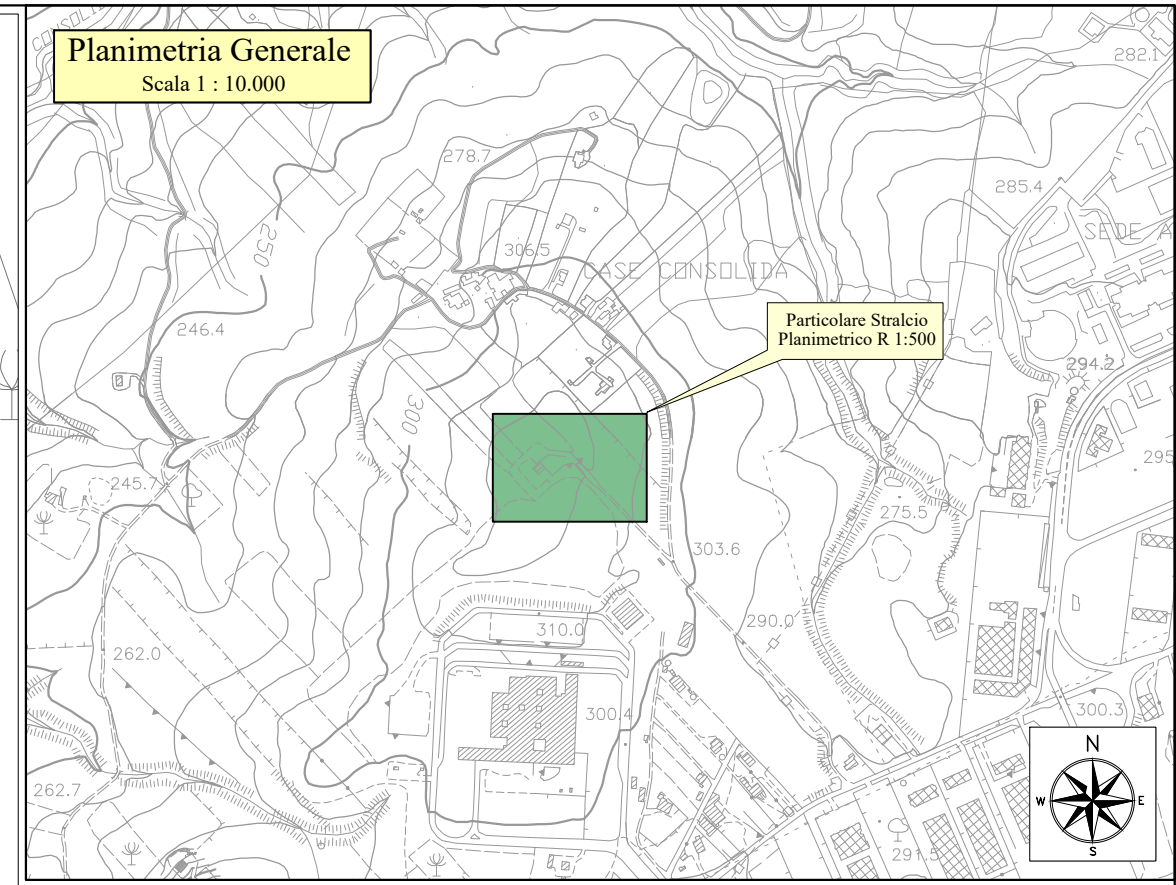 Planimetria Generale
Scala 1 : 10.000
282.1
278.7
285.4
250
306.5
SEDE A
CASE CONSOLIDA
246.4
Particolare Stralcio
Planimetrico R 1:500
294.2
300
295
245.7
275.5
303.6
290.0
310.0
262.0
300.4
300.3
N
262.7
W
E
S
291.5